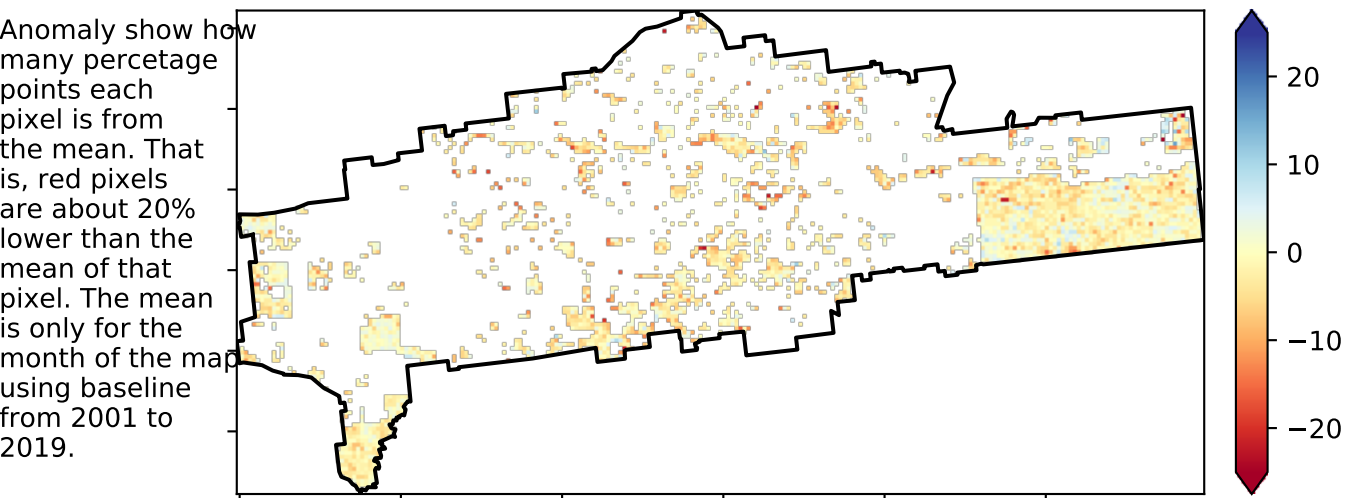 Anomaly show how
many percetage
points each
pixel is from
the mean. That
is, red pixels
are about 20%
lower than the
mean of that
pixel. The mean
is only for the
month of the map
using baseline
from 2001 to
2019.
20
10
0
−10
−20